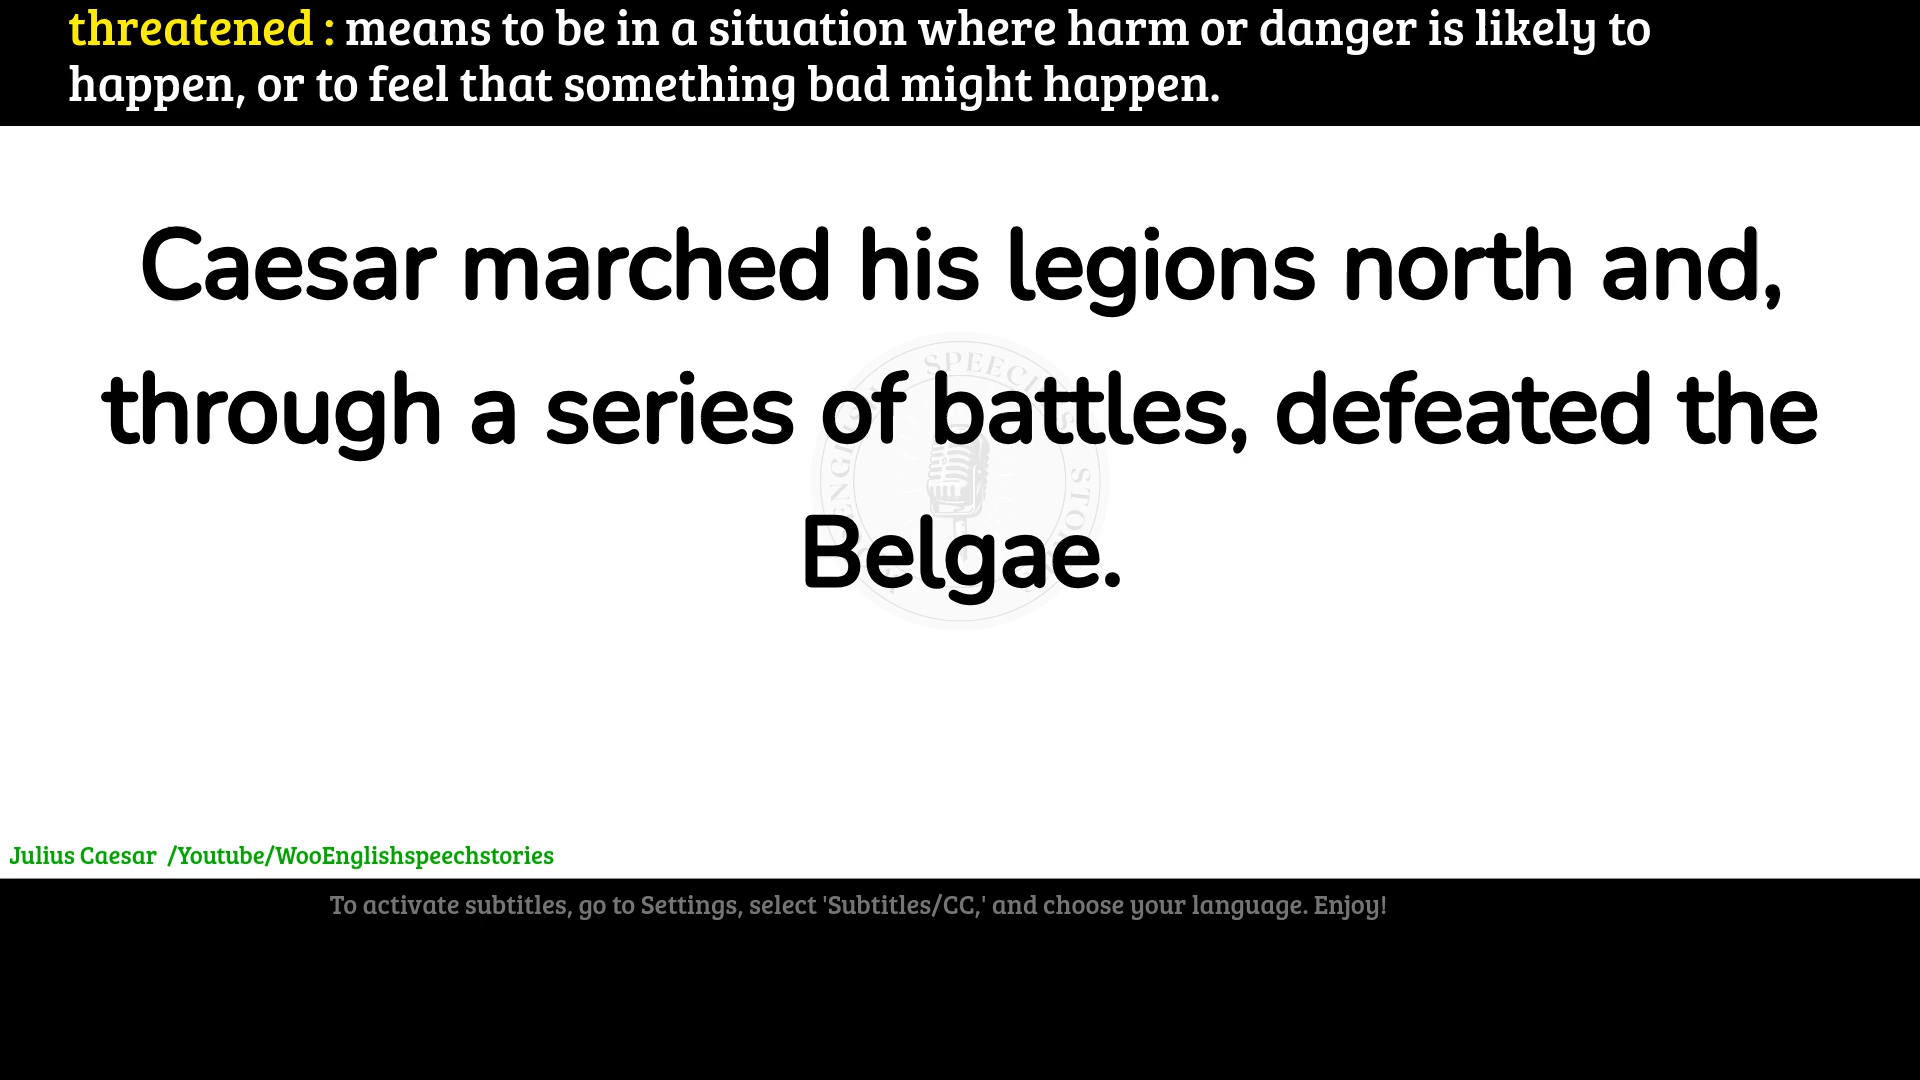 threatened : means to be in a situation where harm or danger is likely to
happen, or to feel that something bad might happen.
Caesar marched his legions north and,
through a series of battles, defeated the
Belgae.
Julius Caesar /Youtube/WooEnglishspeechstories
To activate subtitles, go to Settings, select 'Subtitles/CC,' and choose your language. Enjoy!